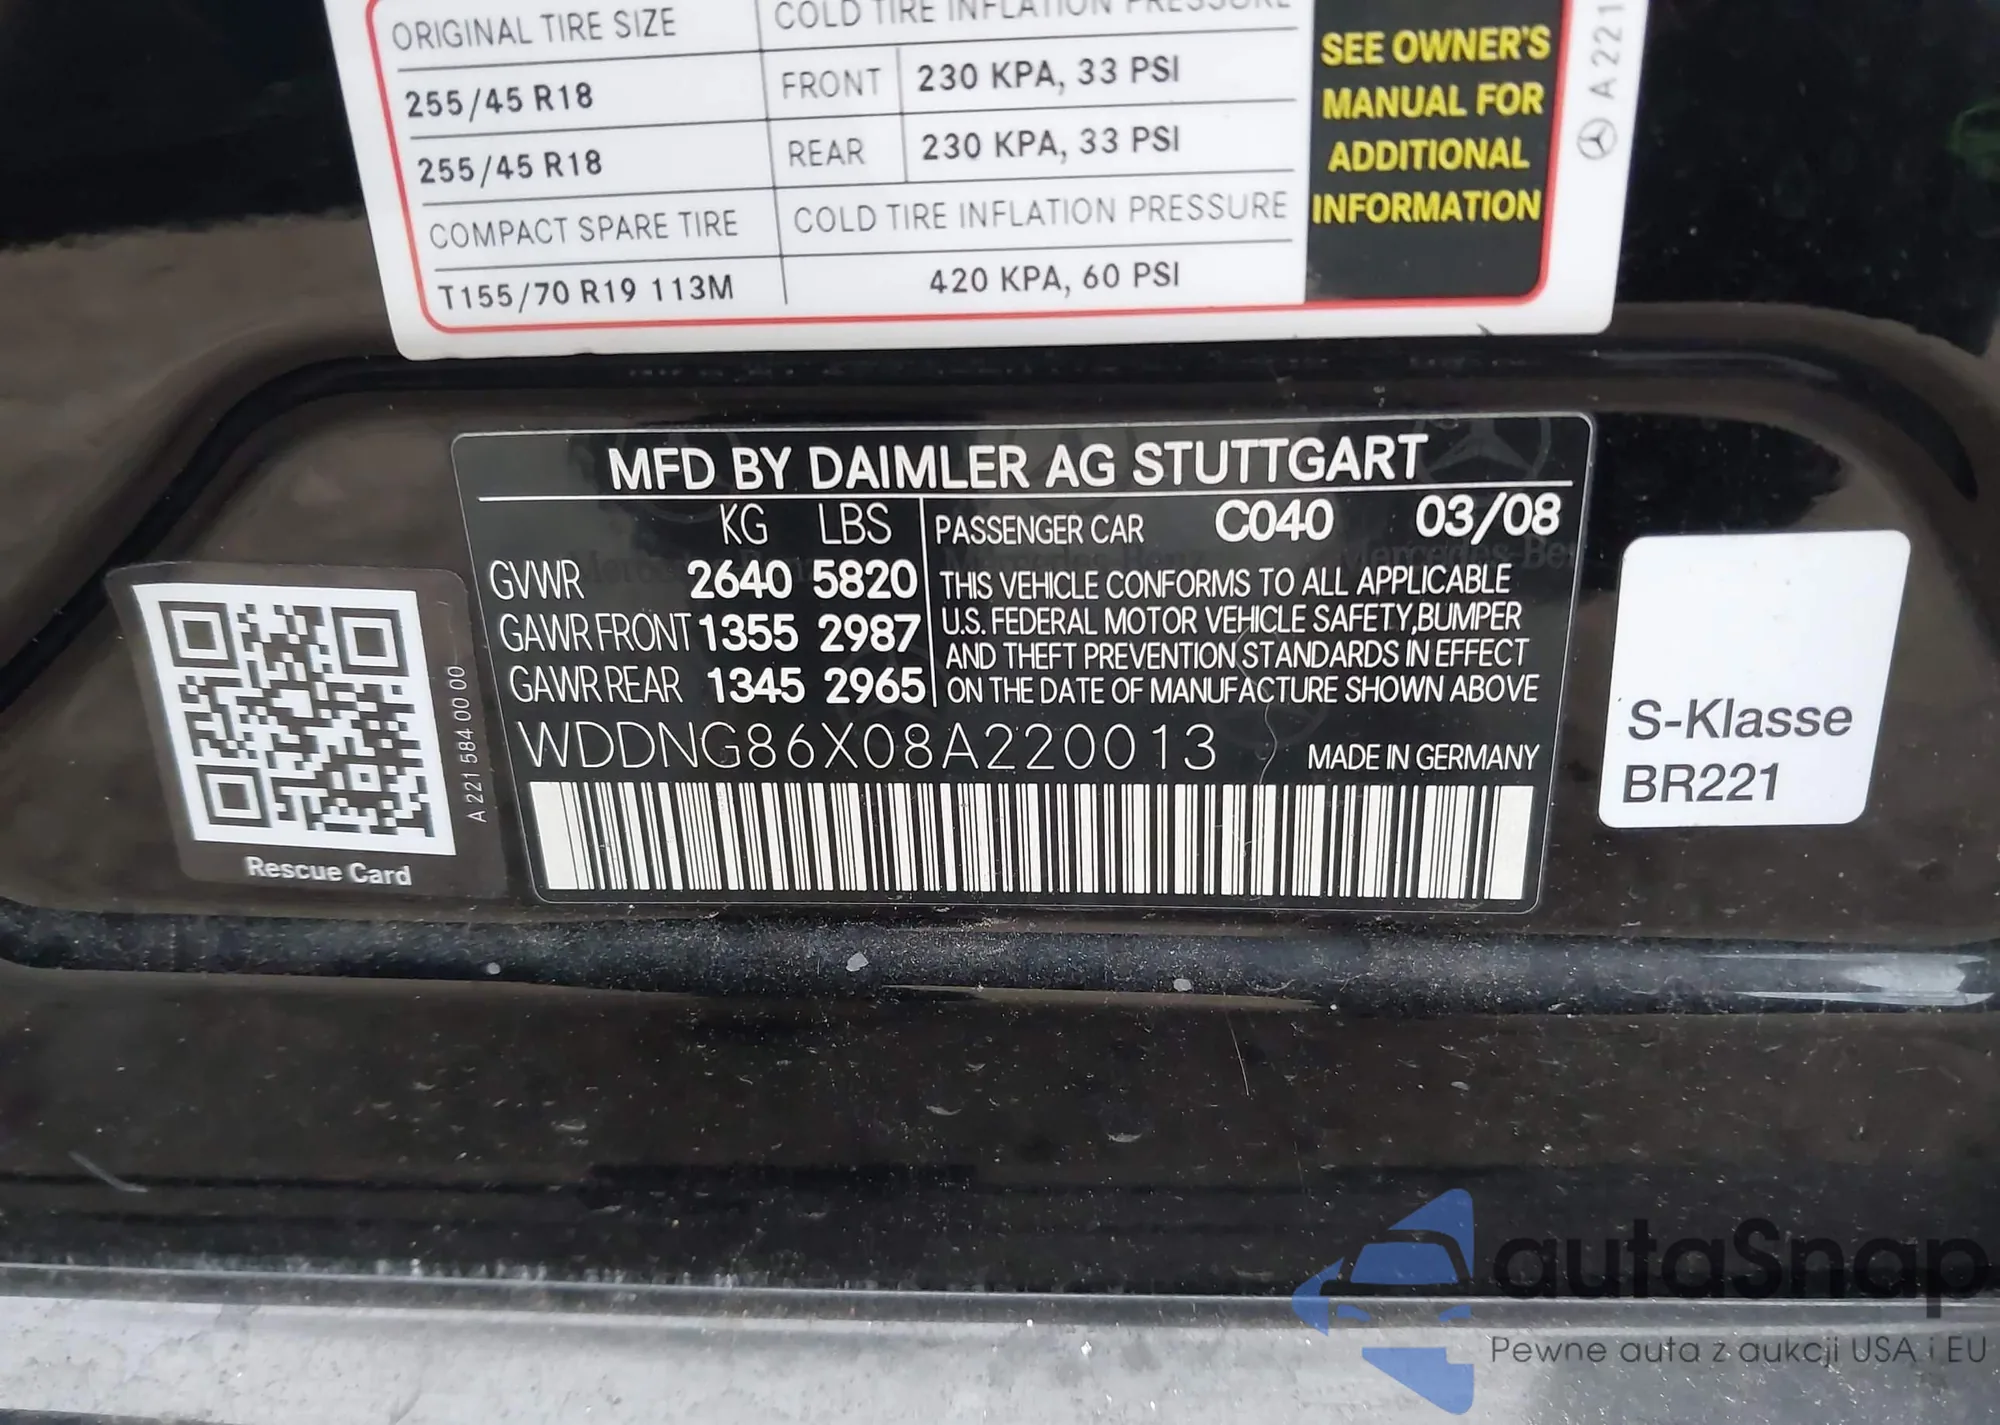 ORIGINAL TIRE SIZE COLD TIRE INFLATION PRESSURE
255/45 R18 FRONT 230 KPA, 33 PSI
255/45 R18 REAR 230 KPA, 33 PSI
COMPACT SPARE TIRE COLD TIRE INFLATION PRESSURE
T155/70 R19 113M 420 KPA, 60 PSI
SEE OWNER'S
MANUAL FOR
ADDITIONAL
INFORMATION
A 221
MFD BY DAIMLER AG STUTTGART
KG LBS
GVWR 2640 5820
GAWR FRONT 1355 2987
GAWR REAR 1345 2965
PASSENGER CAR C040 03/08
THIS VEHICLE CONFORMS TO ALL APPLICABLE
U.S. FEDERAL MOTOR VEHICLE SAFETY,BUMPER
AND THEFT PREVENTION STANDARDS IN EFFECT
ON THE DATE OF MANUFACTURE SHOWN ABOVE
WDDNG86X08A220013 MADE IN GERMANY
A 221 584 00 00
Rescue Card
S-Klasse
BR221
autaSnap
Pewne auta z aukcji USA i EU